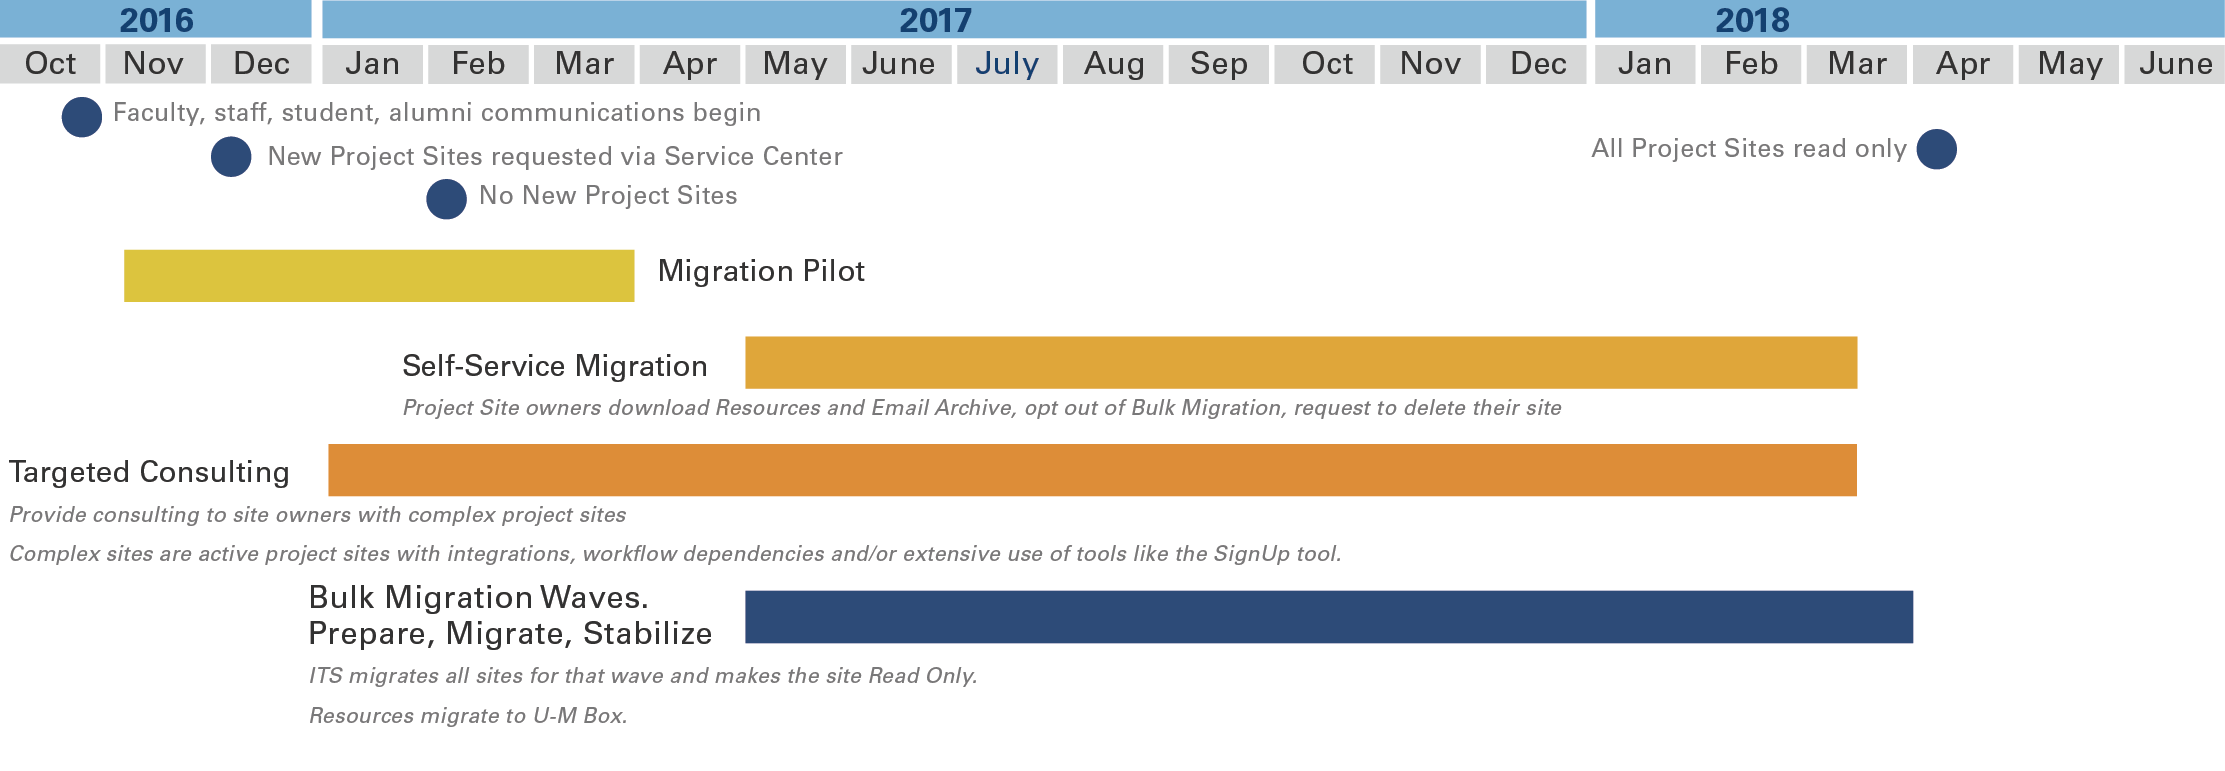 2016 2017 2018
Oct Nov Dec Jan Feb Mar Apr May June July Aug Sep Oct Nov Dec Jan Feb Mar Apr May June
Faculty, staff, student, alumni communications begin
All Project Sites read only
New Project Sites requested via Service Center
No New Project Sites
Migration Pilot
Self-Service Migration
Project Site owners download Resources and Email Archive, opt out of Bulk Migration, request to delete their site
Targeted Consulting
Provide consulting to site owners with complex project sites
Complex sites are active project sites with integrations, workflow dependencies and/or extensive use of tools like the SignUp tool.
Bulk Migration Waves.
Prepare, Migrate, Stabilize
ITS migrates all sites for that wave and makes the site Read Only.
Resources migrate to U-M Box.